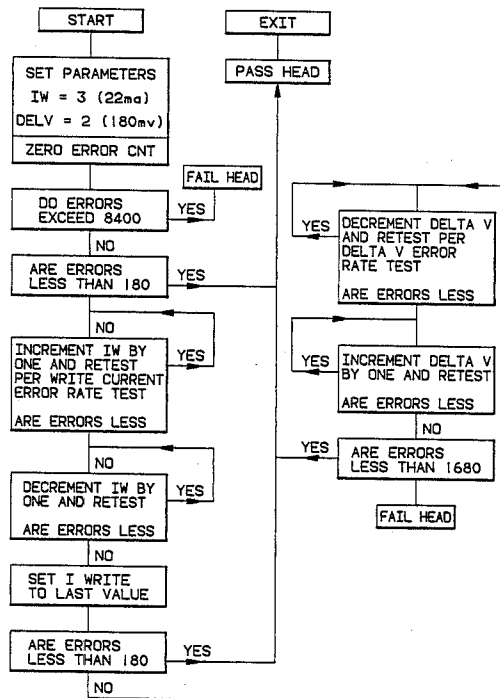 START
SET PARAMETERS
IW = 3 (22ma)
DELV = 2 (180mv)
ZERO ERROR CNT
DO ERRORS
EXCEED 8400
YES
FAIL HEAD
NO
ARE ERRORS
LESS THAN 180
YES
NO
INCREMENT IW BY
ONE AND RETEST
PER WRITE CURRENT
ERROR RATE TEST
ARE ERRORS LESS
YES
NO
DECREMENT IW BY
ONE AND RETEST
ARE ERRORS LESS
YES
NO
SET I WRITE
TO LAST VALUE
ARE ERRORS
LESS THAN 180
YES
NO
EXIT
PASS HEAD
YES
DECREMENT DELTA V
AND RETEST PER
DELTA V ERROR
RATE TEST
ARE ERRORS LESS
YES
INCREMENT DELTA V
BY ONE AND RETEST
ARE ERRORS LESS
NO
YES
ARE ERRORS
LESS THAN 1680
FAIL HEAD